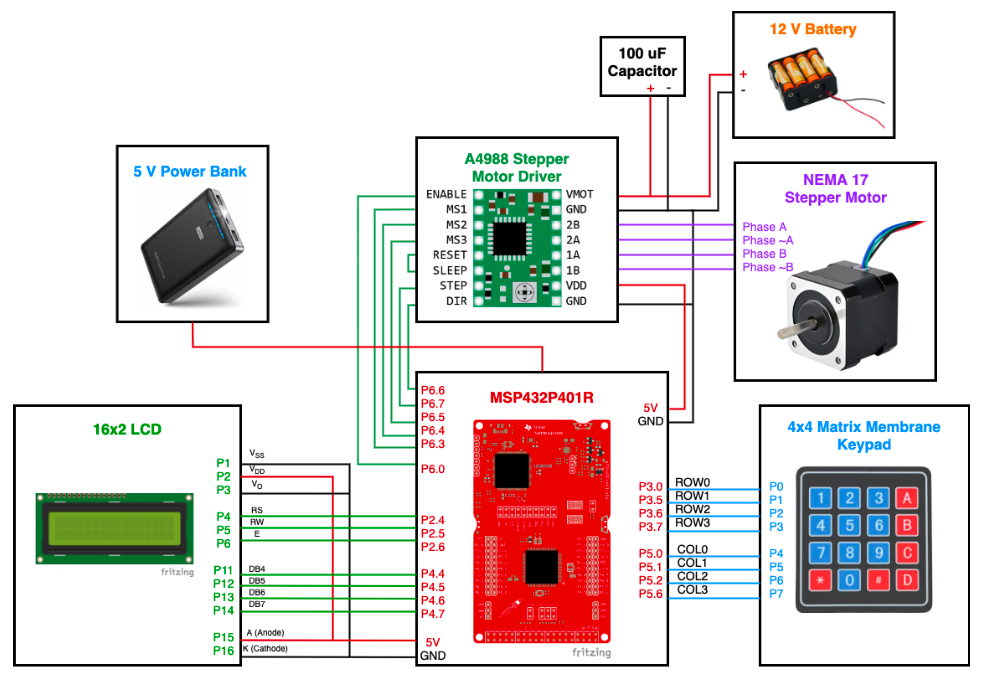 12 V Battery
+
-
100 uF
Capacitor
+ -
5 V Power Bank
A4988 Stepper
Motor Driver
ENABLE
MS1
MS2
MS3
RESET
SLEEP
STEP
DIR
VMOT
GND
2B
2A
1A
1B
VDD
GND
NEMA 17
Stepper Motor
Phase A
Phase ~A
Phase B
Phase ~B
MSP432P401R
P6.6
P6.7
P6.5
P6.4
P6.3
P6.0
P2.4
P2.5
P2.6
P4.4
P4.5
P4.6
P4.7
5V
GND
5V
GND
P3.0
P3.5
P3.6
P3.7
P5.0
P5.1
P5.2
P5.6
fritzing
ROW0
ROW1
ROW2
ROW3
COL0
COL1
COL2
COL3
16x2 LCD
P1
P2
P3
P4
P5
P6
P11
P12
P13
P14
P15
P16
fritzing
VSS
VDD
VO
RS
RW
E
DB4
DB5
DB6
DB7
A (Anode)
K (Cathode)
4x4 Matrix Membrane
Keypad
P0
P1
P2
P3
P4
P5
P6
P7
1 2 3 A
4 5 6 B
7 8 9 C
* 0 # D